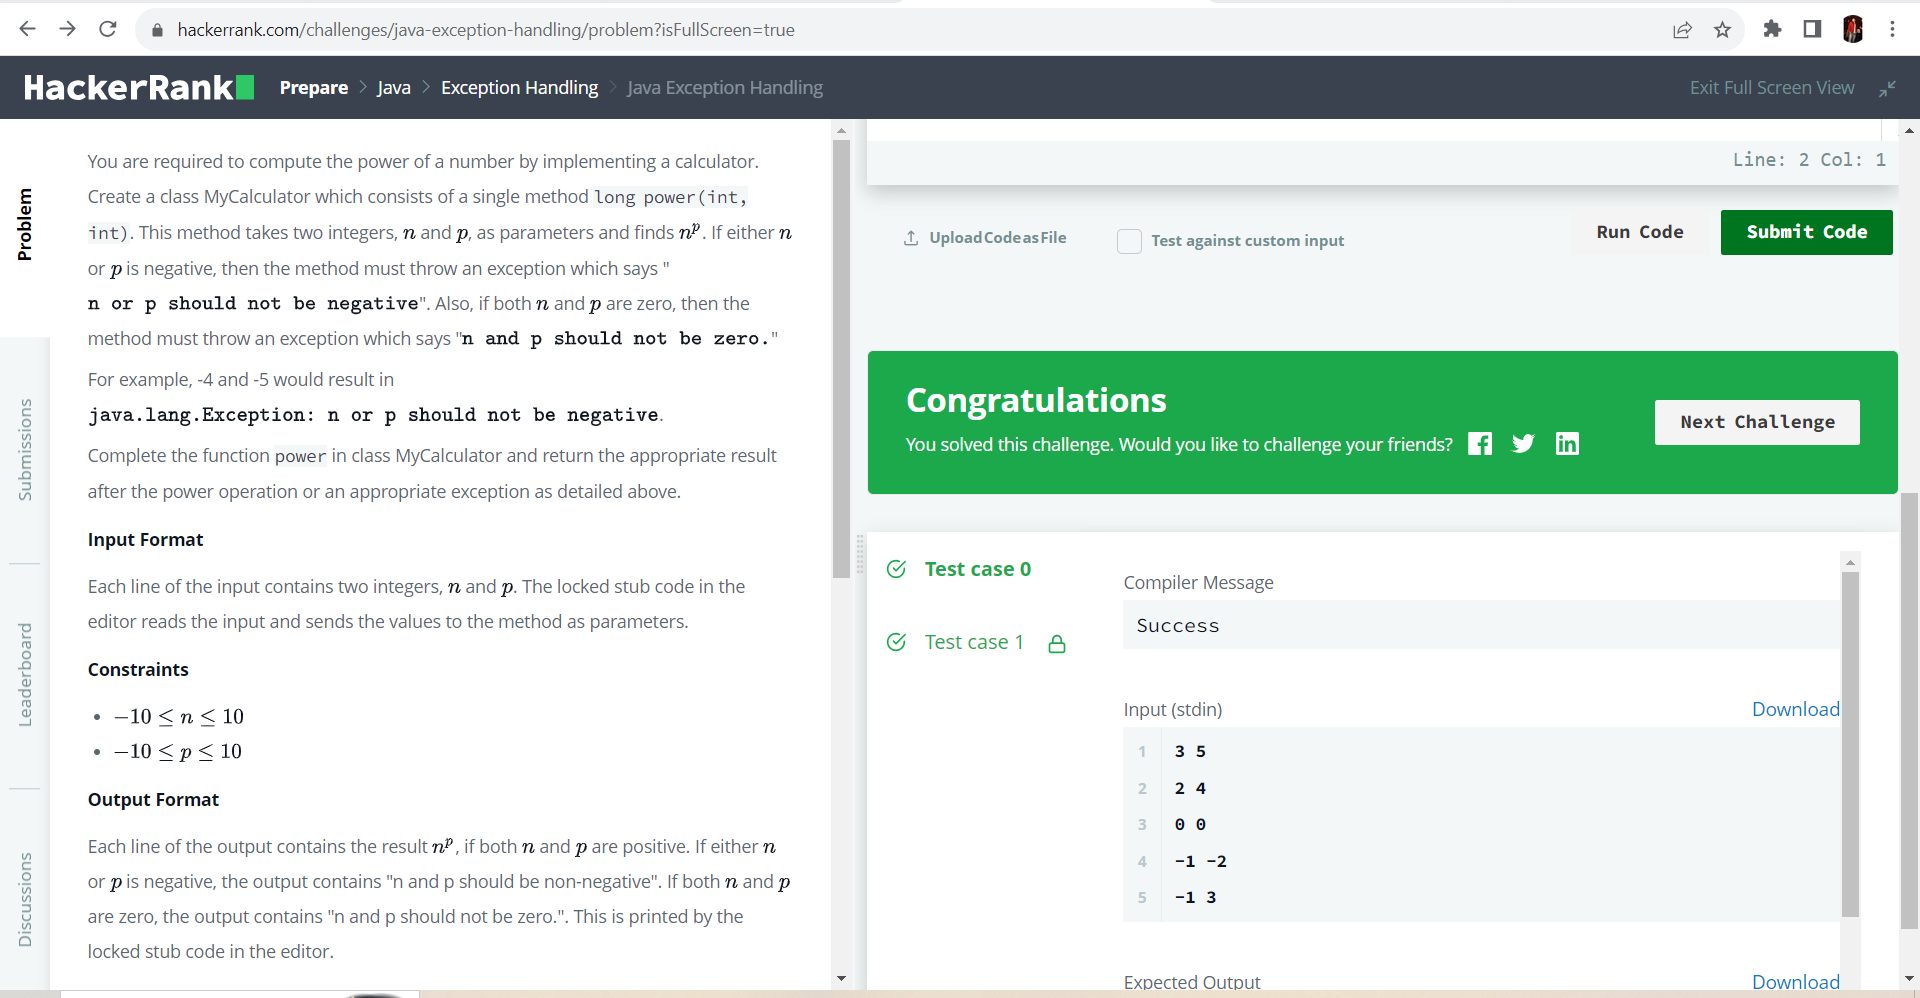 hackerrank.com/challenges/java-exception-handling/problem?isFullScreen=true
HackerRank Prepare > Java > Exception Handling > Java Exception Handling Exit Full Screen View
Problem
Submissions
Leaderboard
Discussions
You are required to compute the power of a number by implementing a calculator.
Create a class MyCalculator which consists of a single method long power(int,
int). This method takes two integers, n and p, as parameters and finds n^p. If either n
or p is negative, then the method must throw an exception which says "
n or p should not be negative". Also, if both n and p are zero, then the
method must throw an exception which says "n and p should not be zero."
For example, -4 and -5 would result in
java.lang.Exception: n or p should not be negative.
Complete the function power in class MyCalculator and return the appropriate result
after the power operation or an appropriate exception as detailed above.
Input Format
Each line of the input contains two integers, n and p. The locked stub code in the
editor reads the input and sends the values to the method as parameters.
Constraints
• −10 ≤ n ≤ 10
• −10 ≤ p ≤ 10
Output Format
Each line of the output contains the result n^p, if both n and p are positive. If either n
or p is negative, the output contains "n and p should be non-negative". If both n and p
are zero, the output contains "n and p should not be zero.". This is printed by the
locked stub code in the editor.
Line: 2 Col: 1
Upload Code as File Test against custom input Run Code Submit Code
Congratulations
You solved this challenge. Would you like to challenge your friends?
Next Challenge
Test case 0
Test case 1
Compiler Message
Success
Input (stdin) Download
1 3 5
2 2 4
3 0 0
4 -1 -2
5 -1 3
Expected Output Download